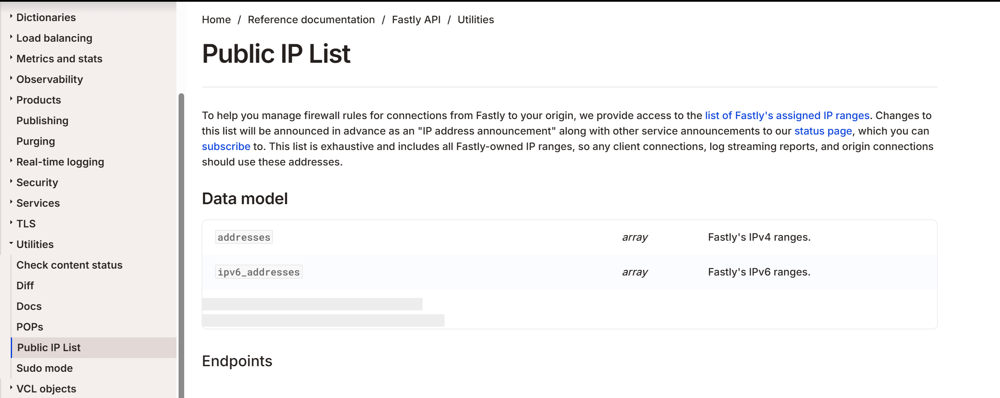 Dictionaries
Load balancing
Metrics and stats
Observability
Products
Publishing
Purging
Real-time logging
Security
Services
TLS
Utilities
Check content status
Diff
Docs
POPs
Public IP List
Sudo mode
VCL objects
Home / Reference documentation / Fastly API / Utilities
Public IP List
To help you manage firewall rules for connections from Fastly to your origin, we provide access to the list of Fastly's assigned IP ranges. Changes to
this list will be announced in advance as an "IP address announcement" along with other service announcements to our status page, which you can
subscribe to. This list is exhaustive and includes all Fastly-owned IP ranges, so any client connections, log streaming reports, and origin connections
should use these addresses.
Data model
addresses array Fastly's IPv4 ranges.
ipv6_addresses array Fastly's IPv6 ranges.
Endpoints